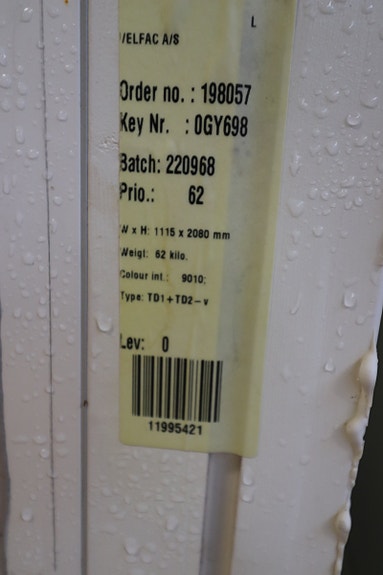 L
/ELFAC A/S
Order no. : 198057
Key Nr. : 0GY698
Batch: 220968
Prio.: 62
W x H: 1115 x 2080 mm
Weigt: 62 kilo.
Colour int.: 9010:
Type: TD1+TD2-v
Lev: 0
11995421